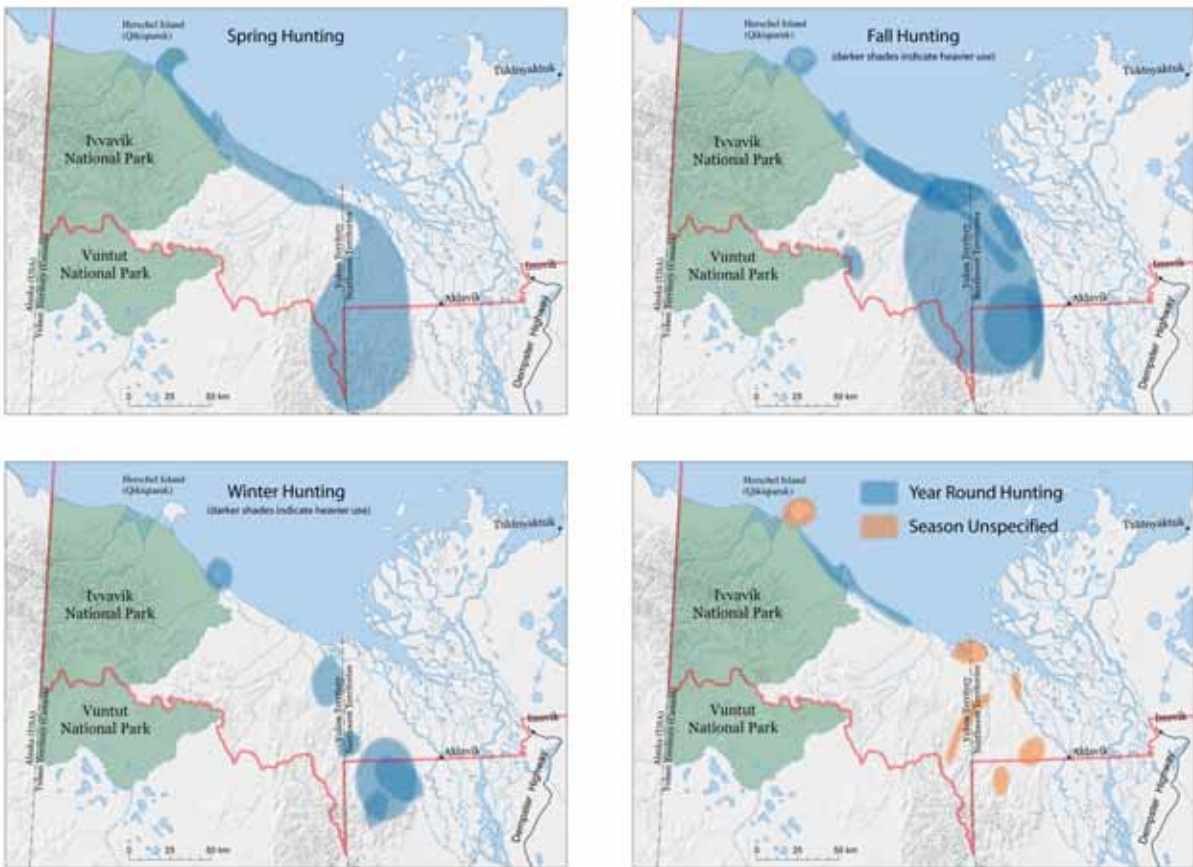 Herschel Island
(Qikiqtaruk)
Spring Hunting
Tuktoyaktuk
Ivvavik
National Park
Vuntut
National Park
Alaska (USA)
Yukon Territory (Canada)
Yukon Territory
Northwest Territories
Inuvik
Aklavik
Dempster Highway
0 25 50 km
Herschel Island
(Qikiqtaruk)
Fall Hunting
(darker shades indicate heavier use)
Tuktoyaktuk
Ivvavik
National Park
Vuntut
National Park
Alaska (USA)
Yukon Territory (Canada)
Yukon Territory
Northwest Territories
Inuvik
Aklavik
Dempster Highway
0 25 50 km
Herschel Island
(Qikiqtaruk)
Winter Hunting
(darker shades indicate heavier use)
Tuktoyaktuk
Ivvavik
National Park
Vuntut
National Park
Alaska (USA)
Yukon Territory (Canada)
Yukon Territory
Northwest Territories
Inuvik
Aklavik
Dempster Highway
0 25 50 km
Herschel Island
(Qikiqtaruk)
Year Round Hunting
Season Unspecified
Tuktoyaktuk
Ivvavik
National Park
Vuntut
National Park
Alaska (USA)
Yukon Territory (Canada)
Yukon Territory
Northwest Territories
Inuvik
Aklavik
Dempster Highway
0 25 50 km